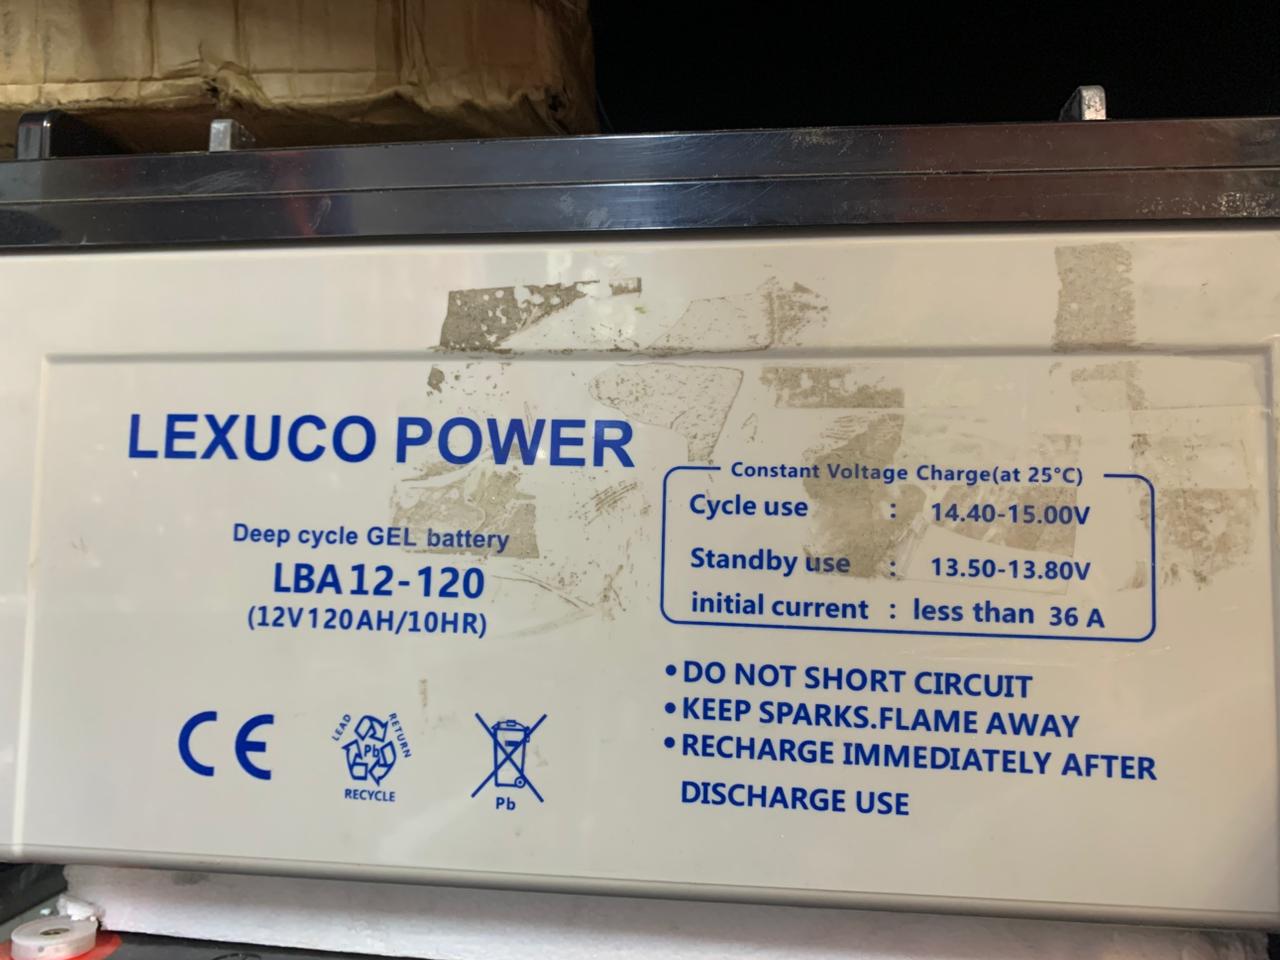 LEXUCO POWER
Deep cycle GEL battery
LBA12-120
(12V120AH/10HR)
Constant Voltage Charge(at 25°C)
Cycle use : 14.40-15.00V
Standby use : 13.50-13.80V
initial current : less than 36 A
•DO NOT SHORT CIRCUIT
•KEEP SPARKS.FLAME AWAY
•RECHARGE IMMEDIATELY AFTER
DISCHARGE USE
CE
LEAD RETURN
Pb
RECYCLE
Pb